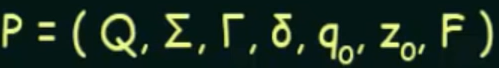 P = ( Q, Σ, Γ, δ, q₀, z₀, F )